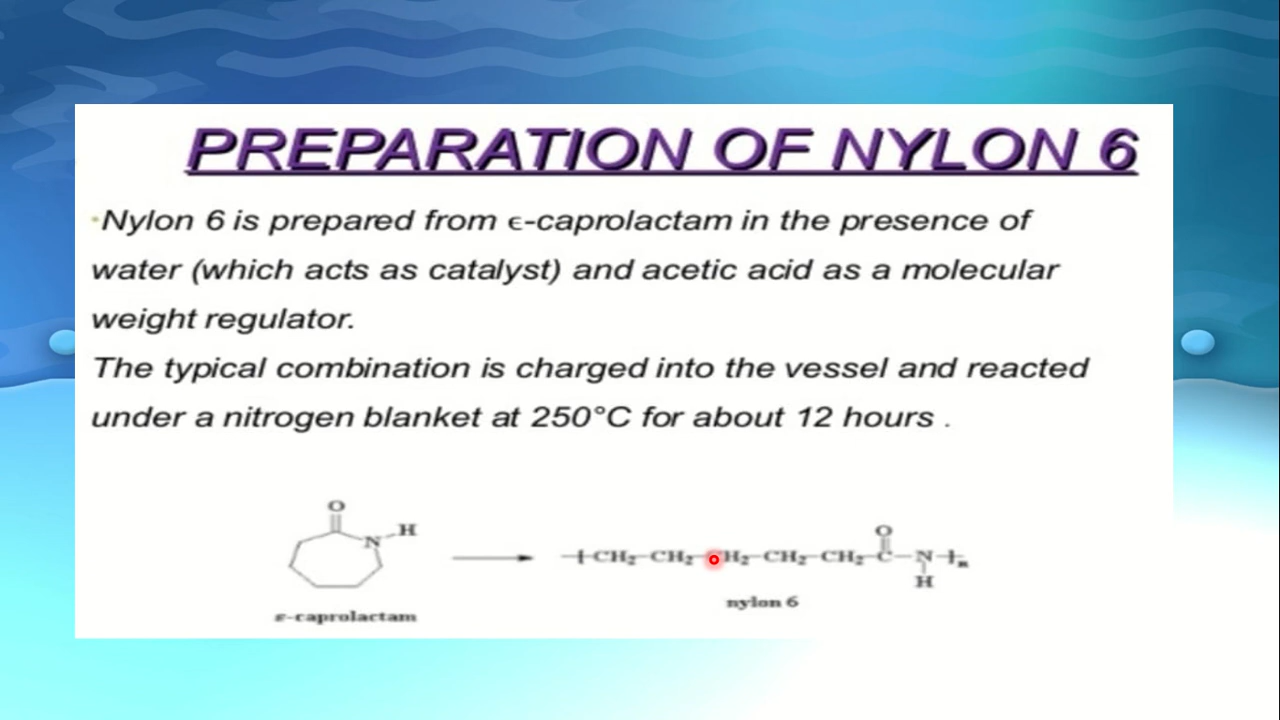 PREPARATION OF NYLON 6
•Nylon 6 is prepared from ϵ-caprolactam in the presence of
water (which acts as catalyst) and acetic acid as a molecular
weight regulator.
The typical combination is charged into the vessel and reacted
under a nitrogen blanket at 250°C for about 12 hours .
O
N H
ε-caprolactam
O
CH₂ CH₂ CH₂ CH₂ CH₂ C N n
H
nylon 6